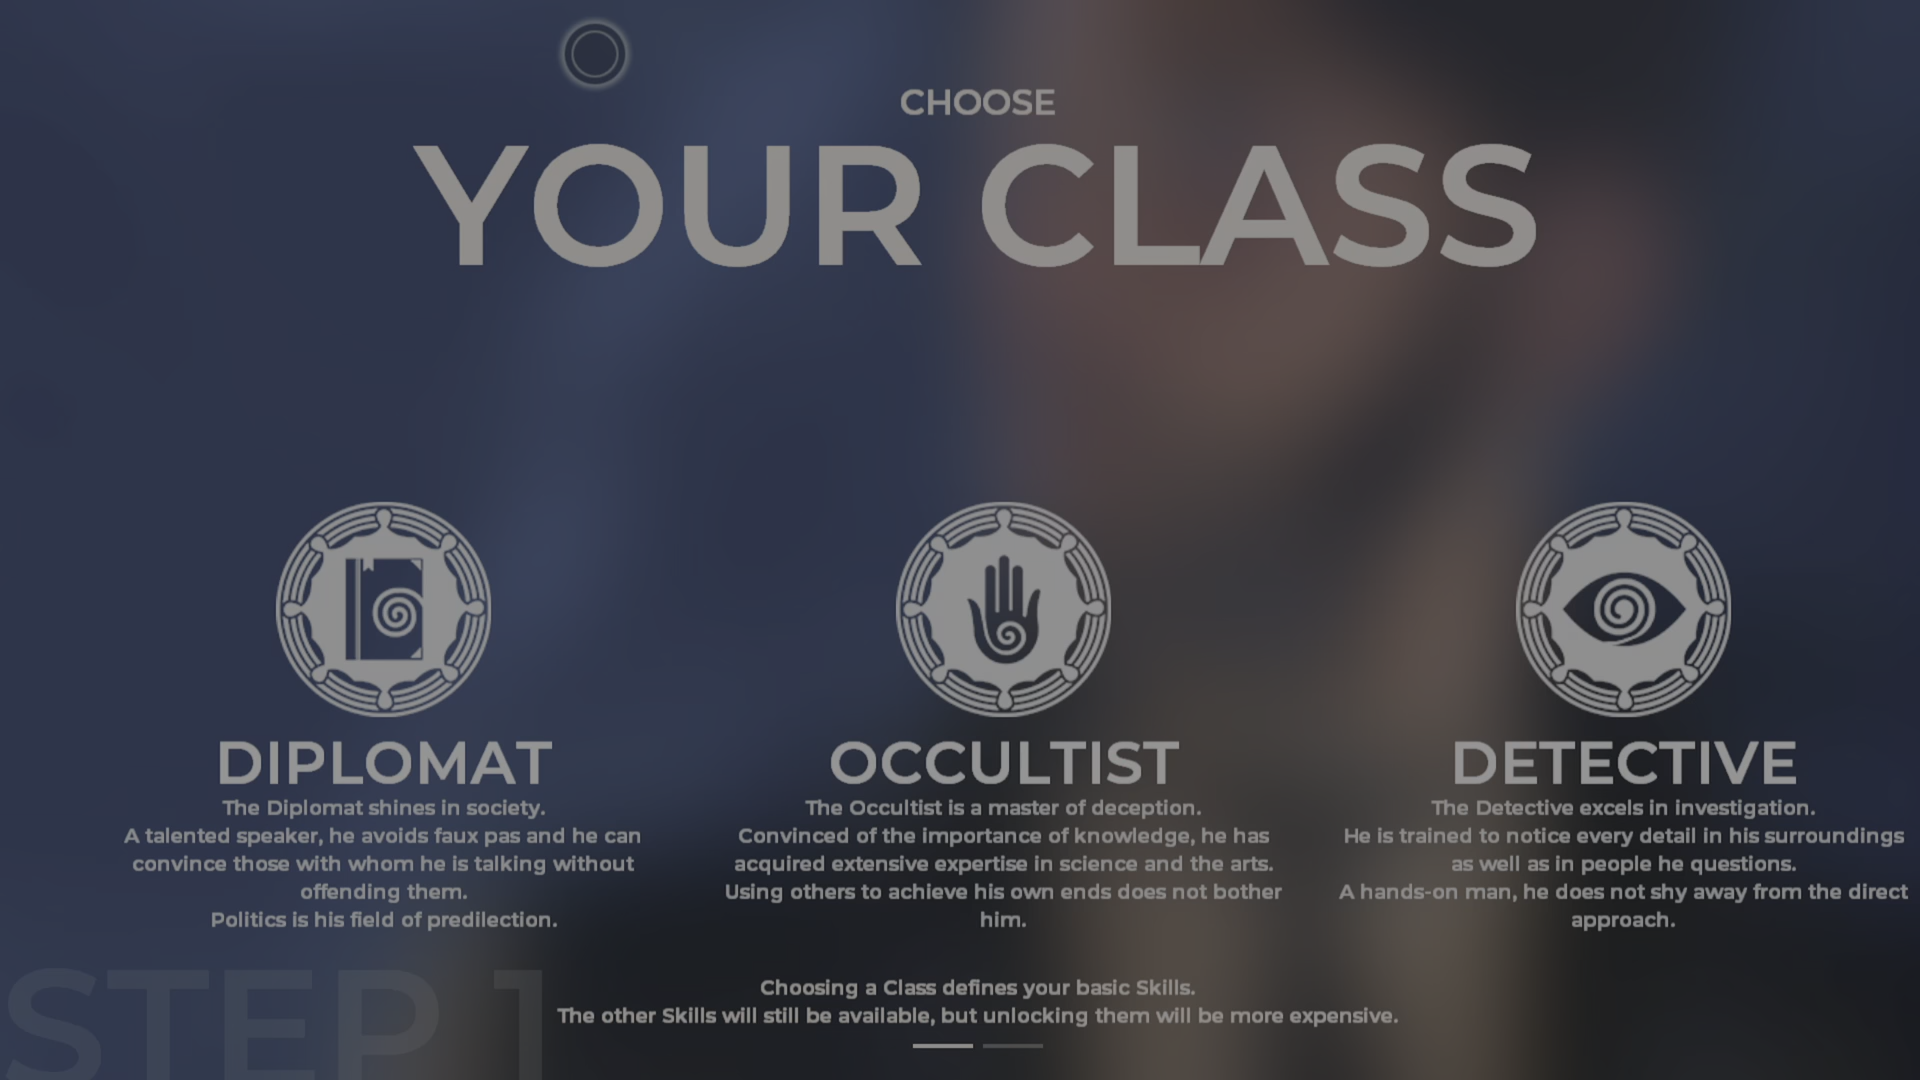 CHOOSE
YOUR CLASS
DIPLOMAT
The Diplomat shines in society.
A talented speaker, he avoids faux pas and he can
convince those with whom he is talking without
offending them.
Politics is his field of predilection.
OCCULTIST
The Occultist is a master of deception.
Convinced of the importance of knowledge, he has
acquired extensive expertise in science and the arts.
Using others to achieve his own ends does not bother
him.
DETECTIVE
The Detective excels in investigation.
He is trained to notice every detail in his surroundings
as well as in people he questions.
A hands-on man, he does not shy away from the direct
approach.
Choosing a Class defines your basic Skills.
The other Skills will still be available, but unlocking them will be more expensive.
STEP 1